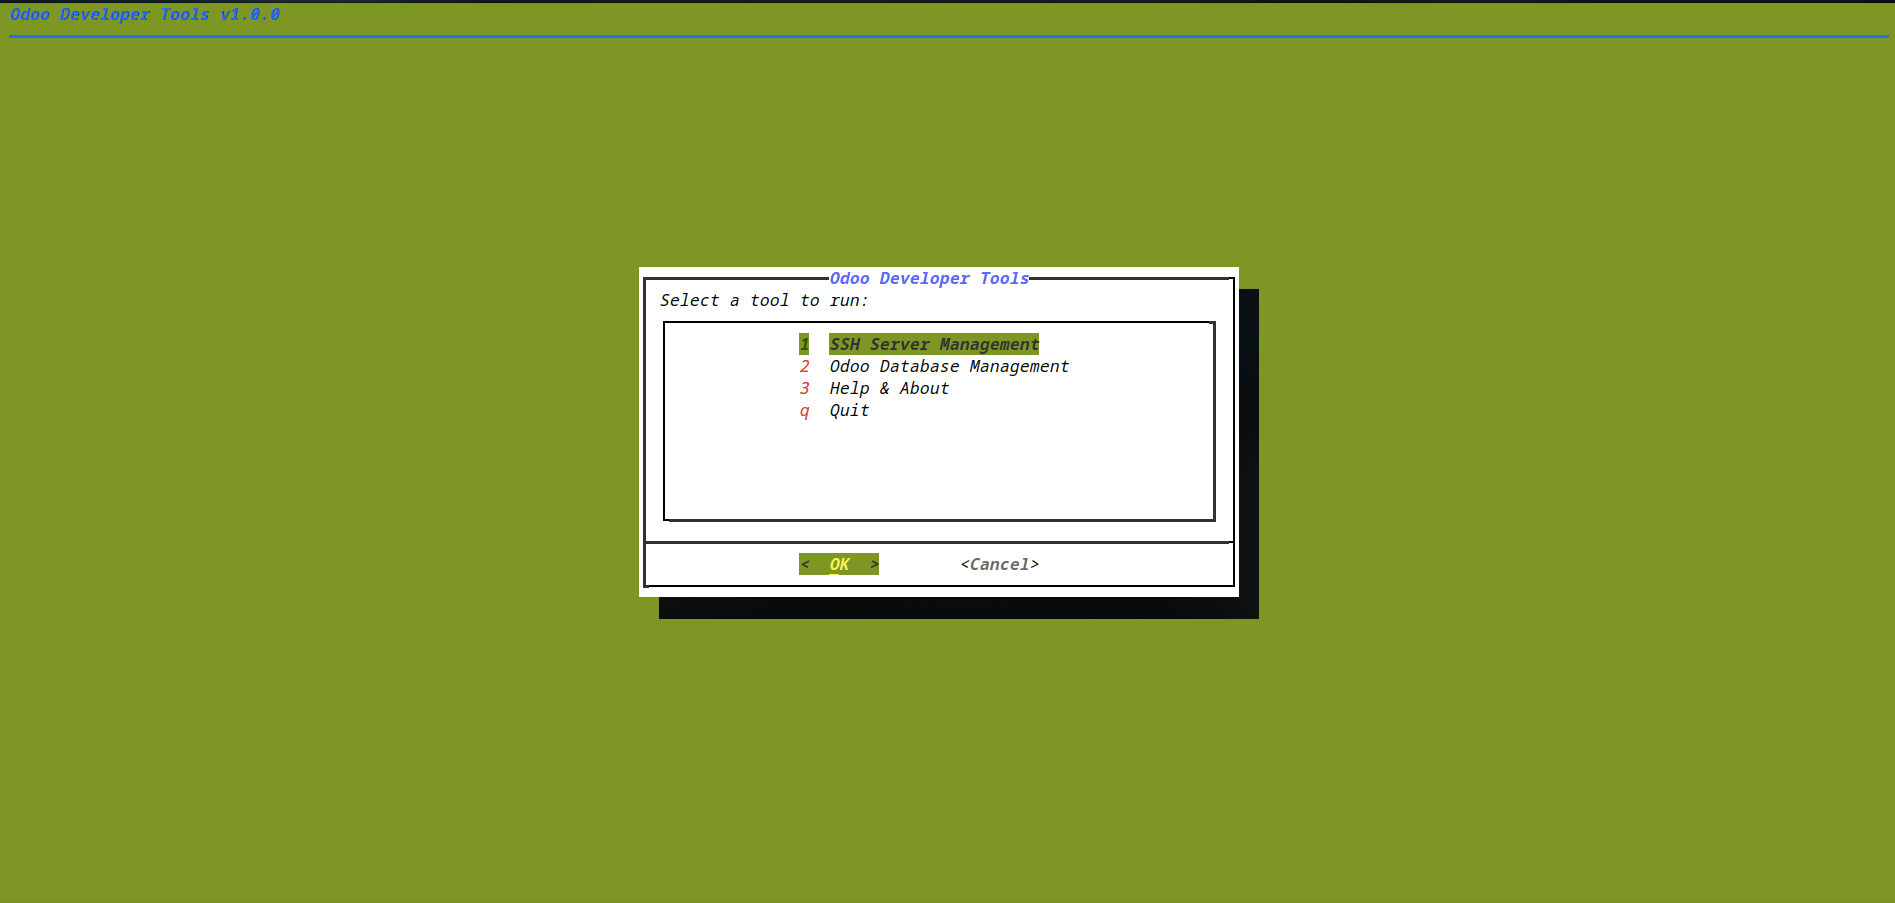 Odoo Developer Tools v1.0.0
Odoo Developer Tools
Select a tool to run:
1 SSH Server Management
2 Odoo Database Management
3 Help & About
q Quit
< OK > <Cancel>